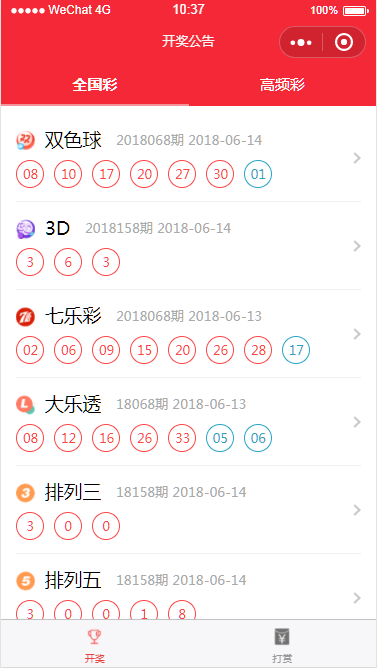 WeChat 4G 10:37 100%
开奖公告
全国彩 高频彩
双色球 2018068期 2018-06-14
08 10 17 20 27 30 01
3D 2018158期 2018-06-14
3 6 3
七乐彩 2018068期 2018-06-13
02 06 09 15 20 26 28 17
大乐透 18068期 2018-06-13
08 12 16 26 33 05 06
排列三 18158期 2018-06-14
3 0 0
排列五 18158期 2018-06-14
3 0 0 1 8
开奖 打赏